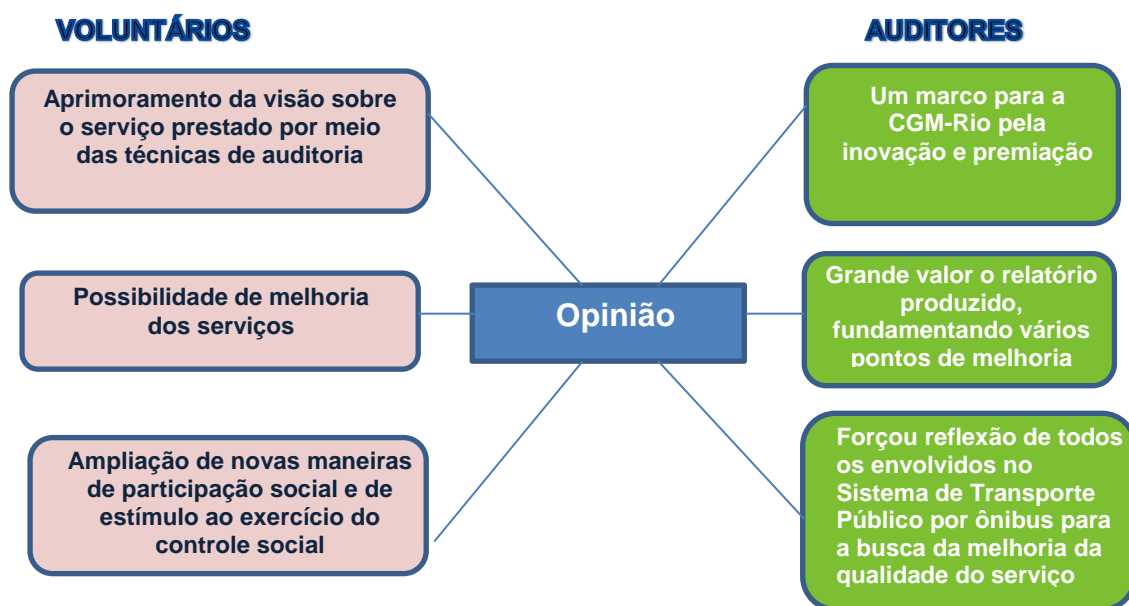 VOLUNTÁRIOS
Aprimoramento da visão sobre
o serviço prestado por meio
das técnicas de auditoria
Possibilidade de melhoria
dos serviços
Ampliação de novas maneiras
de participação social e de
estímulo ao exercício do
controle social
Opinião
AUDITORES
Um marco para a
CGM-Rio pela
inovação e premiação
Grande valor o relatório
produzido,
fundamentando vários
pontos de melhoria
Forçou reflexão de todos
os envolvidos no
Sistema de Transporte
Público por ônibus para
a busca da melhoria da
qualidade do serviço